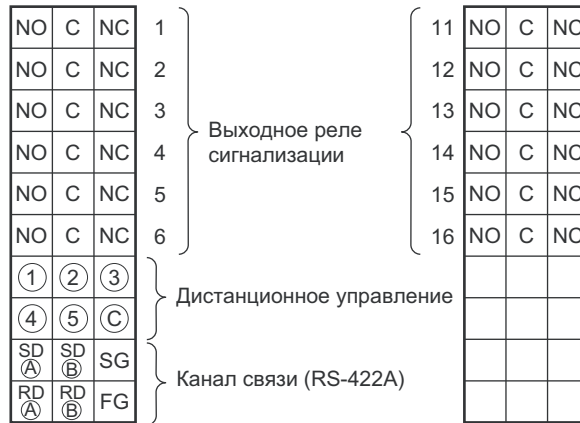 NO C NC 1 11 NO C NC
NO C NC 2 12 NO C NC
NO C NC 3 13 NO C NC
Выходное реле
сигнализации
NO C NC 4 14 NO C NC
NO C NC 5 15 NO C NC
NO C NC 6 16 NO C NC
① ② ③
Дистанционное управление
④ ⑤ Ⓒ
SD Ⓐ SD Ⓑ SG
Канал связи (RS-422A)
RD Ⓐ RD Ⓑ FG